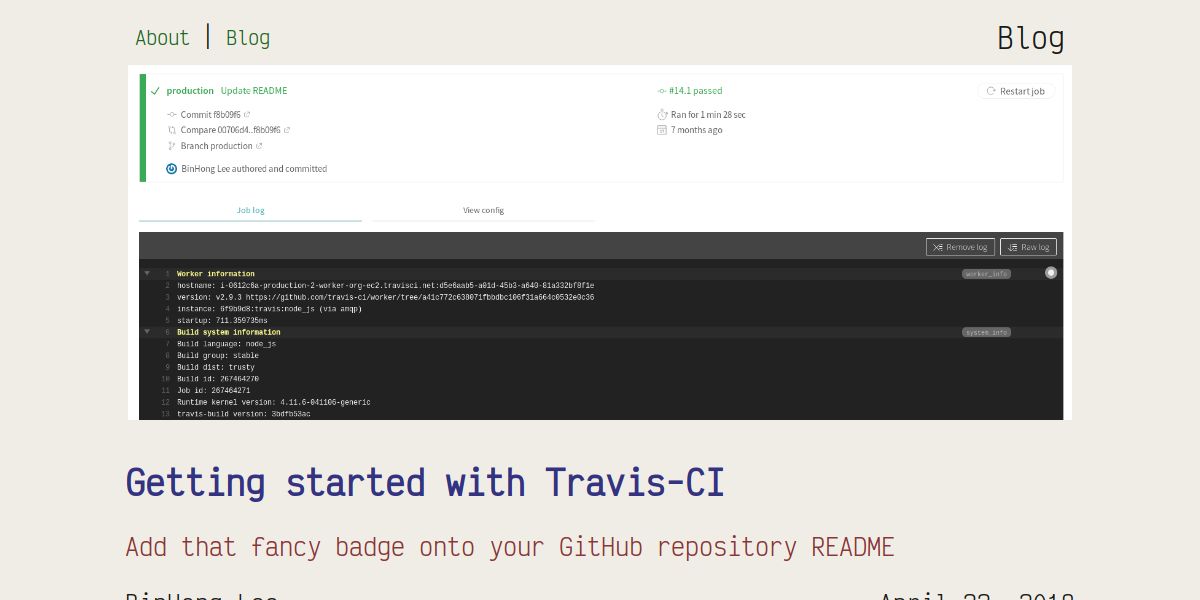 About | Blog
Blog
production Update README
#14.1 passed
Restart job
Commit f8b09f6
Ran for 1 min 28 sec
Compare 00706d4..f8b09f6
7 months ago
Branch production
BinHong Lee authored and committed
Job log
View config
Remove log
Raw log
1 Worker information
worker_info
2 hostname: i-0612c6a-production-2-worker-org-ec2.travisci.net:d5e6aab5-a01d-45b3-a640-81a332bf8f1e
3 version: v2.9.3 https://github.com/travis-ci/worker/tree/a41c772c638071fbbdbc106f31a664c0532e0c36
4 instance: 6f9b9d8:travis:node_js (via amqp)
5 startup: 711.359735ms
6 Build system information
system_info
7 Build language: node_js
8 Build group: stable
9 Build dist: trusty
10 Build id: 267464270
11 Job id: 267464271
12 Runtime kernel version: 4.11.6-041106-generic
13 travis-build version: 3bdfb53ac
Getting started with Travis-CI
Add that fancy badge onto your GitHub repository README
BinHong Lee